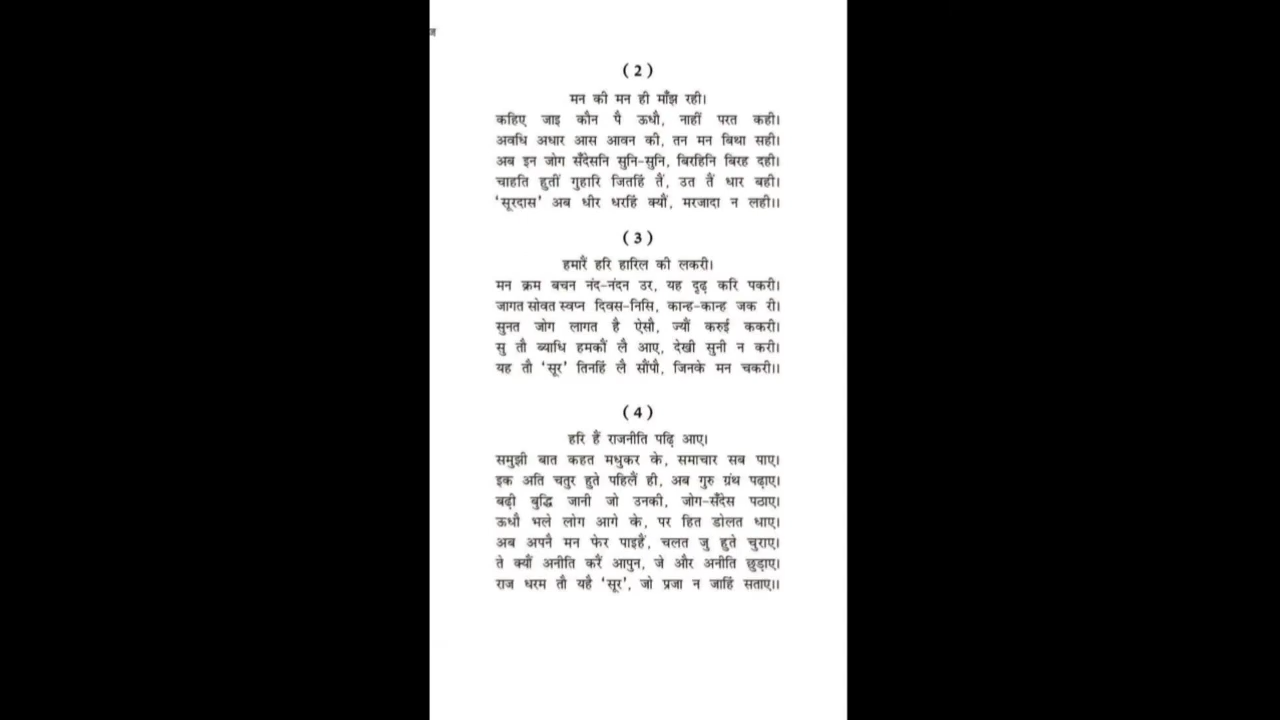 ज
(2)
मन की मन ही माँझ रही।
कहिए जाइ कौन पै ऊधौ, नाहीं परत कही।
अवधि अधार आस आवन की, तन मन बिथा सही।
अब इन जोग सँदेसनि सुनि-सुनि, बिरहिनि बिरह दही।
चाहति हुतीं गुहारि जितहिं तैं, उत तैं धार बही।
‘सूरदास’ अब धीर धरहिं क्यौं, मरजादा न लही।।
(3)
हमारैं हरि हारिल की लकरी।
मन क्रम बचन नंद-नंदन उर, यह दृढ़ करि पकरी।
जागत सोवत स्वप्न दिवस-निसि, कान्ह-कान्ह जक री।
सुनत जोग लागत है ऐसौ, ज्यौं करुई ककरी।
सु तौ ब्याधि हमकौं लै आए, देखी सुनी न करी।
यह तौ ‘सूर’ तिनहिं लै सौंपौ, जिनके मन चकरी।।
(4)
हरि हैं राजनीति पढ़ि आए।
समुझी बात कहत मधुकर के, समाचार सब पाए।
इक अति चतुर हुते पहिलैं ही, अब गुरु ग्रंथ पढ़ाए।
बढ़ी बुद्धि जानी जो उनकी, जोग-सँदेस पठाए।
ऊधौ भले लोग आगे के, पर हित डोलत धाए।
अब अपनै मन फेर पाइहैं, चलत जु हुते चुराए।
ते क्यौं अनीति करैं आपुन, जे और अनीति छुड़ाए।
राज धरम तौ यहै ‘सूर’, जो प्रजा न जाहिं सताए।।